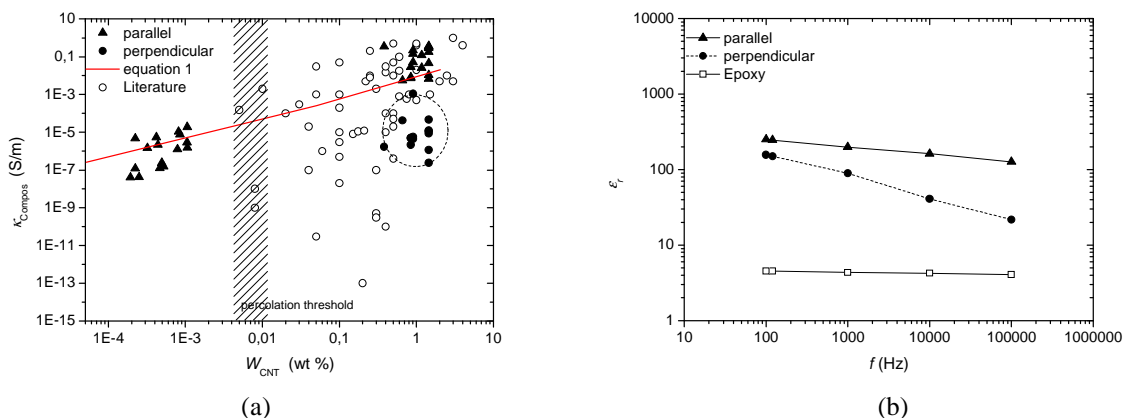 10
0,1
1E-3
1E-5
1E-7
1E-9
1E-11
1E-13
1E-15
κCompos (S/m)
parallel
perpendicular
equation 1
Literature
percolation threshold
1E-4 1E-3 0,01 0,1 1 10
WCNT (wt %)
(a)
10000
1000
100
10
1
εr
parallel
perpendicular
Epoxy
10 100 1000 10000 100000 1000000
f (Hz)
(b)